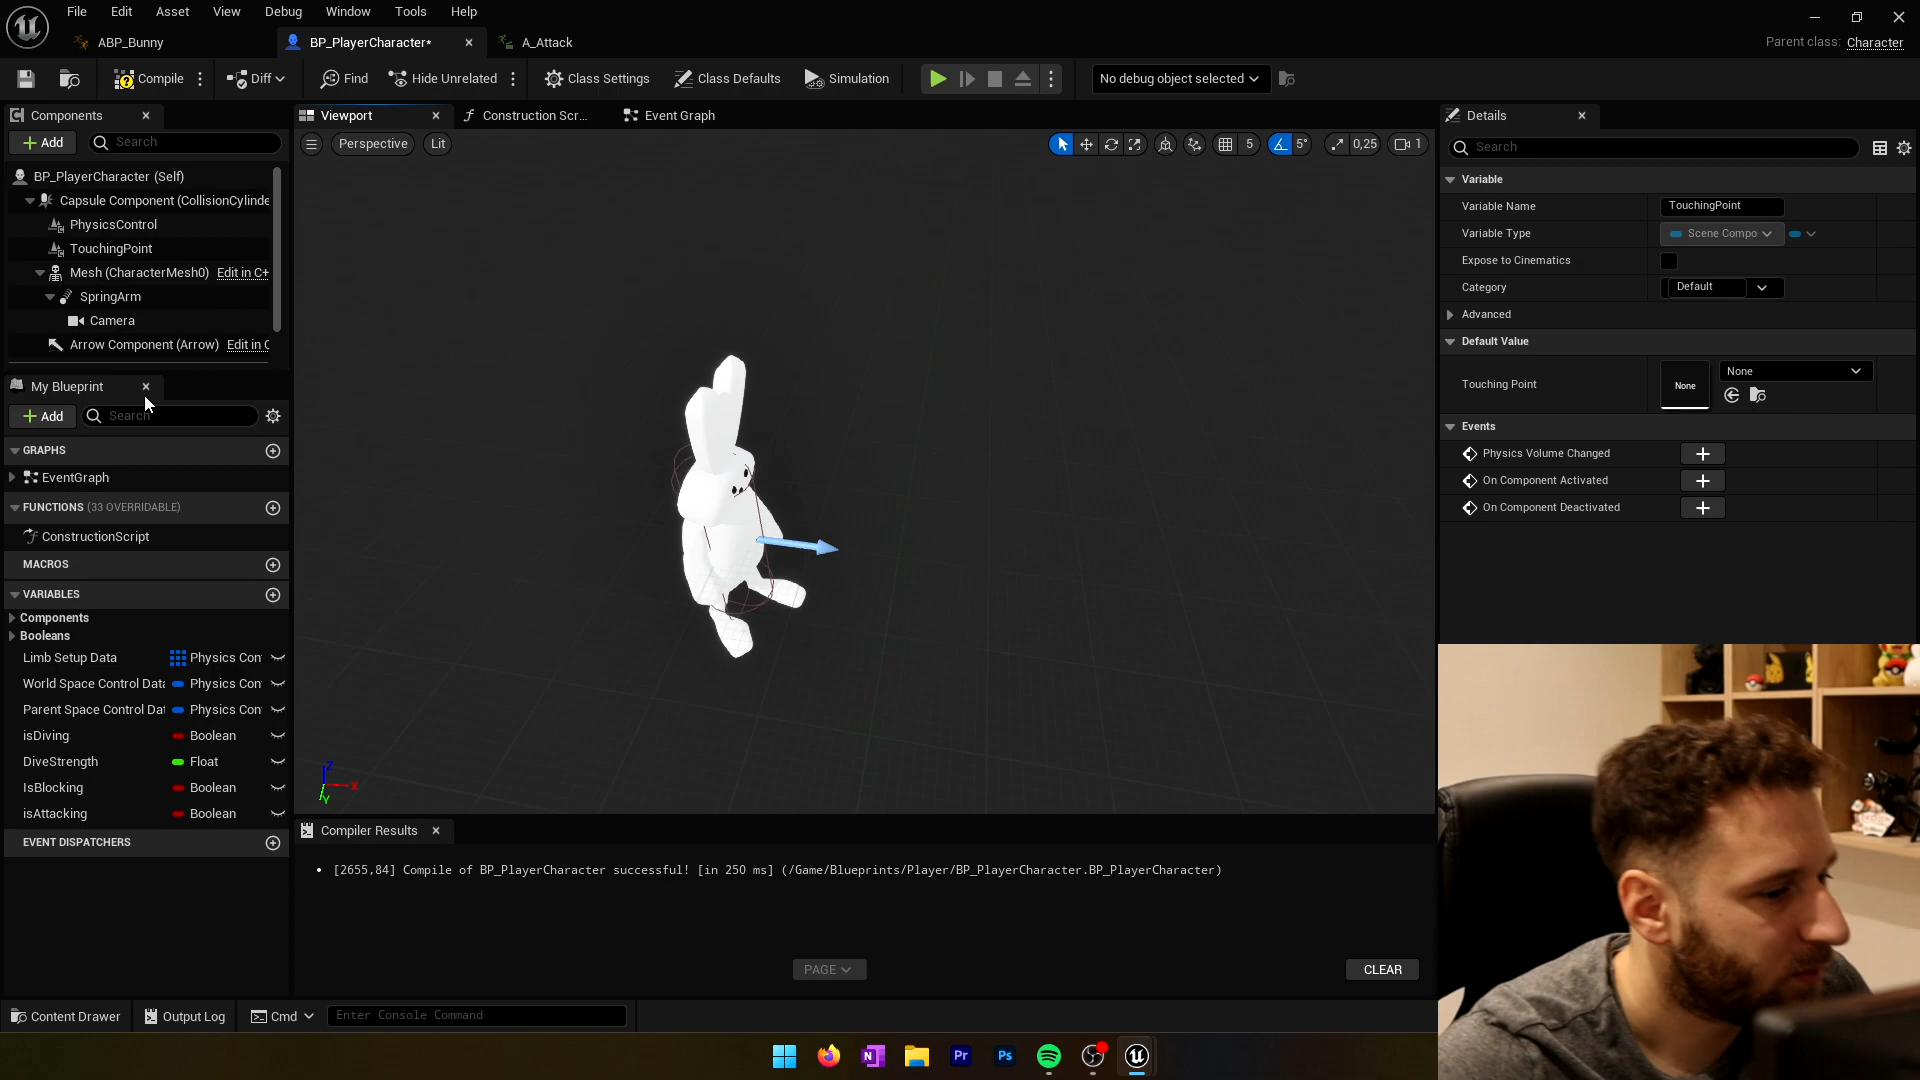 File Edit Asset View Debug Window Tools Help
ABP_Bunny BP_PlayerCharacter* A_Attack Parent class: Character
Compile Diff Find Hide Unrelated Class Settings Class Defaults Simulation No debug object selected
Components
Add Search
BP_PlayerCharacter (Self)
Capsule Component (CollisionCylinde
PhysicsControl
TouchingPoint
Mesh (CharacterMesh0) Edit in C+
SpringArm
Camera
Arrow Component (Arrow) Edit in C
My Blueprint
Add Search
GRAPHS
EventGraph
FUNCTIONS (33 OVERRIDABLE)
ConstructionScript
MACROS
VARIABLES
Components
Booleans
Limb Setup Data Physics Con
World Space Control Data Physics Con
Parent Space Control Dat Physics Con
isDiving Boolean
DiveStrength Float
IsBlocking Boolean
isAttacking Boolean
EVENT DISPATCHERS
Viewport Construction Scr... Event Graph
Perspective Lit 5 5° 0,25 1
Z X Y
Compiler Results
[2655,84] Compile of BP_PlayerCharacter successful! [in 250 ms] (/Game/Blueprints/Player/BP_PlayerCharacter.BP_PlayerCharacter)
PAGE CLEAR
Details
Search
Variable
Variable Name TouchingPoint
Variable Type Scene Compo
Expose to Cinematics
Category Default
Advanced
Default Value
Touching Point None None
Events
Physics Volume Changed
On Component Activated
On Component Deactivated
Content Drawer Output Log Cmd Enter Console Command
N Pr Ps